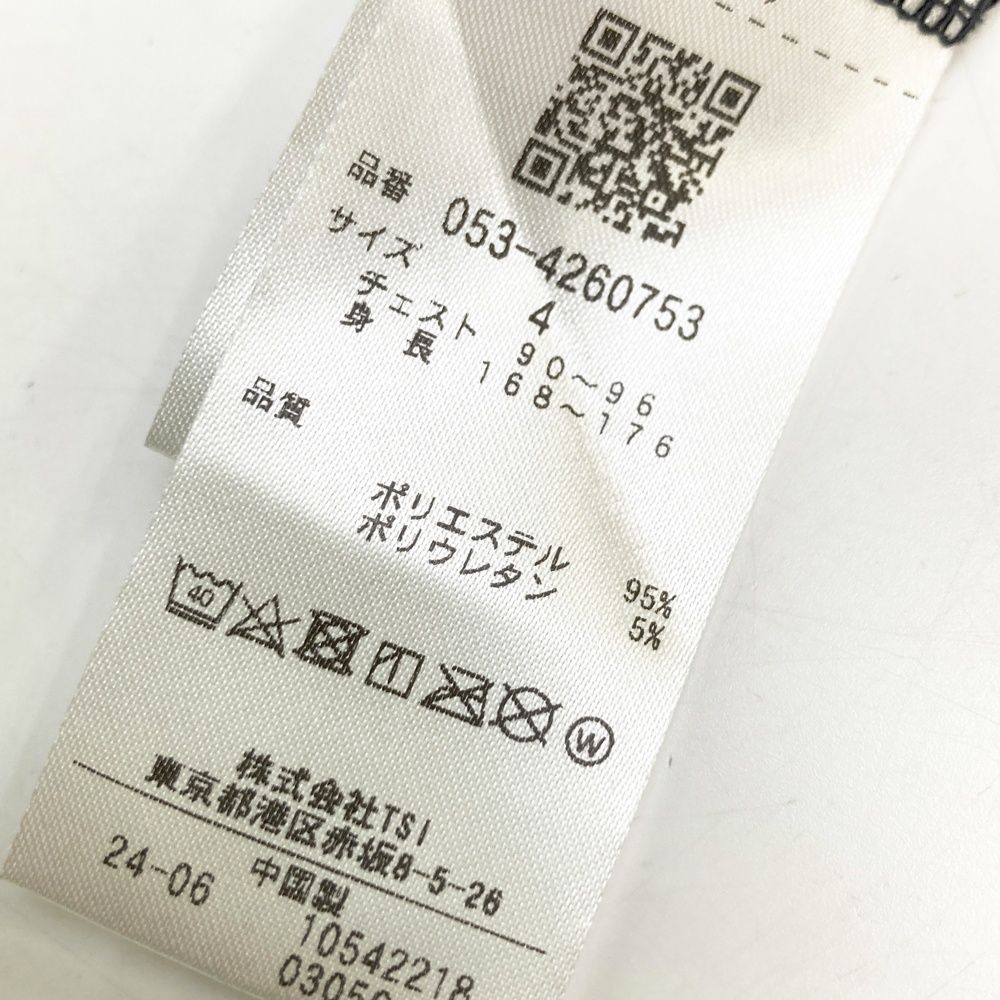 品番 053-4260753
サイズ 4
チェスト 90～96
身長 168～176
品質
ポリエステル 95%
ポリウレタン 5%
40
W
株式会社TSI
東京都港区赤坂8-5-26
24-06 中国製
10542218